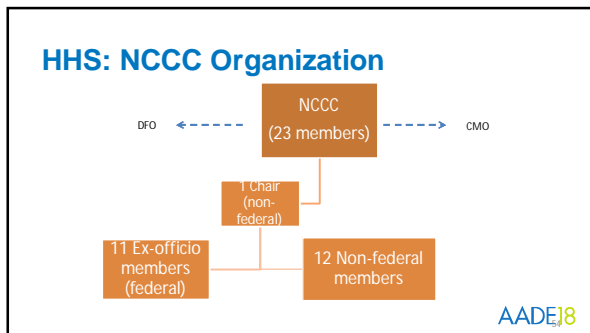 HHS: NCCC Organization
NCCC
(23 members)
DFO
CMO
1 Chair
(non-
federal)
11 Ex-officio
members
(federal)
12 Non-federal
members
AADE18
54